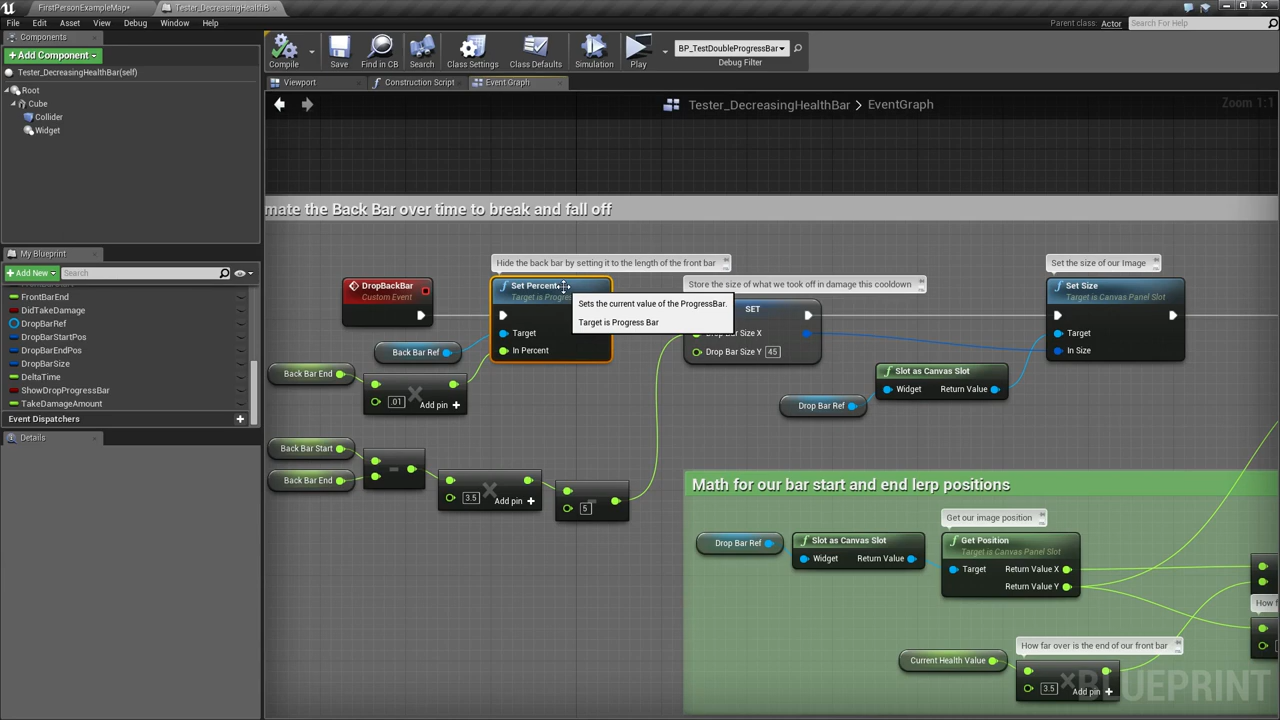 FirstPersonExampleMap*
Tester_DecreasingHealthB
File Edit Asset View Debug Window Help
Parent class: Actor
Search For Help
Components
+ Add Component
Tester_DecreasingHealthBar(self)
Root
Cube
Collider
Widget
My Blueprint
+ Add New
Search
FrontBarEnd
DidTakeDamage
DropBarRef
DropBarStartPos
DropBarEndPos
DropBarSize
DeltaTime
ShowDropProgressBar
TakeDamageAmount
Event Dispatchers
Details
Compile
Save
Find in CB
Search
Class Settings
Class Defaults
Simulation
Play
BP_TestDoubleProgressBar
Debug Filter
Viewport
Construction Script
Event Graph
Tester_DecreasingHealthBar > EventGraph
Zoom 1:1
mate the Back Bar over time to break and fall off
Hide the back bar by setting it to the length of the front bar
DropBackBar
Custom Event
Set Percent
Target is Progres
Target
In Percent
Sets the current value of the ProgressBar.
Target is Progress Bar
Store the size of what we took off in damage this cooldown
SET
Drop Bar Size X
Drop Bar Size Y 45
Set the size of our Image
Set Size
Target is Canvas Panel Slot
Target
In Size
Back Bar Ref
Back Bar End
.01 Add pin +
Slot as Canvas Slot
Widget Return Value
Drop Bar Ref
Back Bar Start
Back Bar End
3.5 Add pin +
5
Math for our bar start and end lerp positions
Get our image position
Drop Bar Ref
Slot as Canvas Slot
Widget Return Value
Get Position
Target is Canvas Panel Slot
Target Return Value X
Return Value Y
How far over is the end of our front bar
Current Health Value
3.5 Add pin +
How f
BLUEPRINT